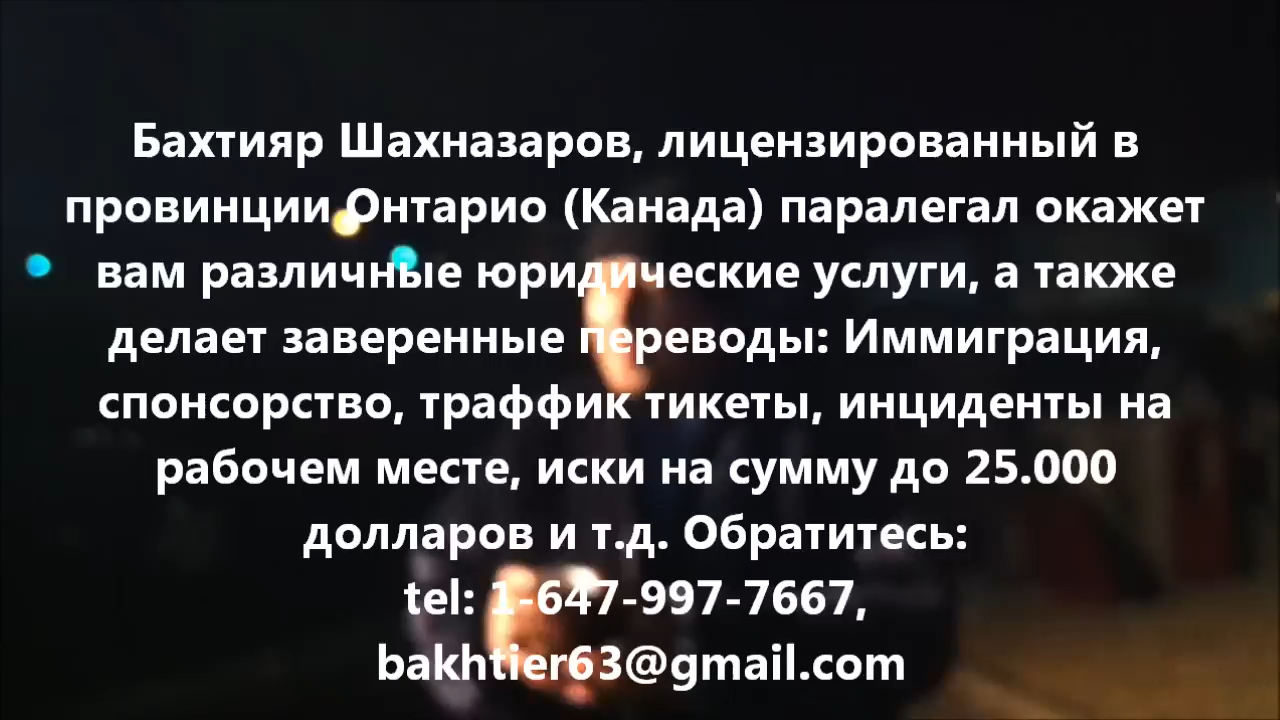 Бахтияр Шахназаров, лицензированный в
провинции Онтарио (Канада) паралегал окажет
вам различные юридические услуги, а также
делает заверенные переводы: Иммиграция,
спонсорство, траффик тикеты, инциденты на
рабочем месте, иски на сумму до 25.000
долларов и т.д. Обратитесь:
tel: 1-647-997-7667,
bakhtier63@gmail.com